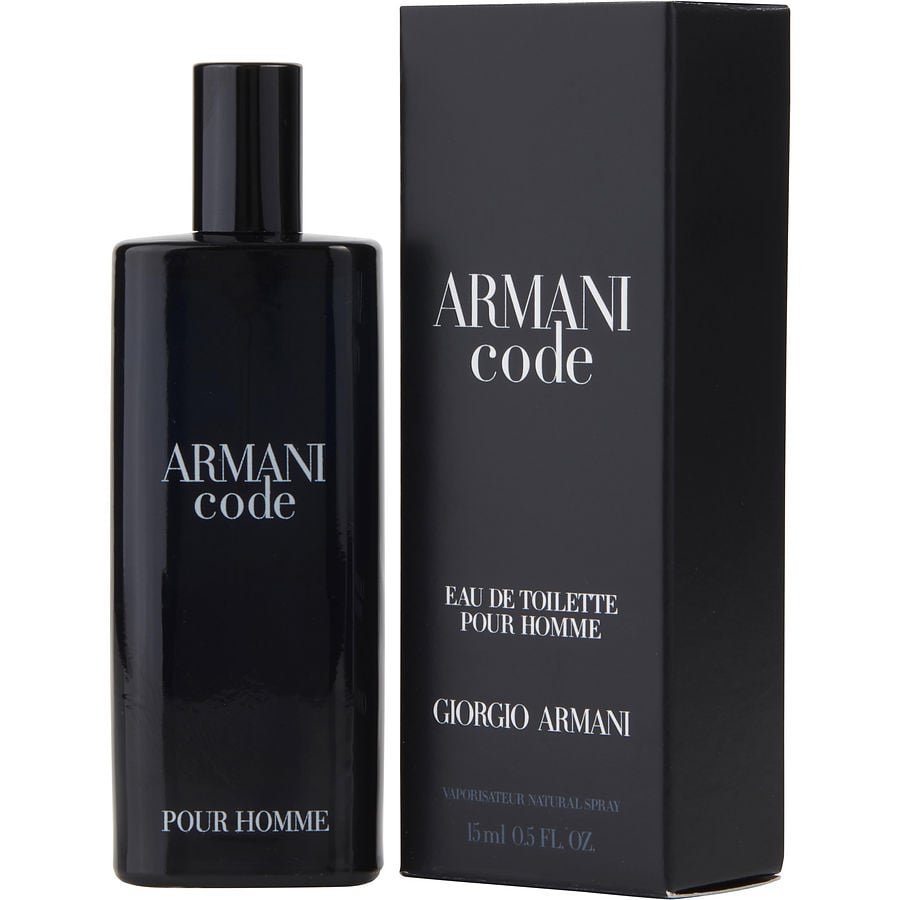 ARMANI
code
POUR HOMME
ARMANI
code
EAU DE TOILETTE
POUR HOMME
GIORGIO ARMANI
VAPORISATEUR NATURAL SPRAY
15 ml 0.5 FL. OZ.